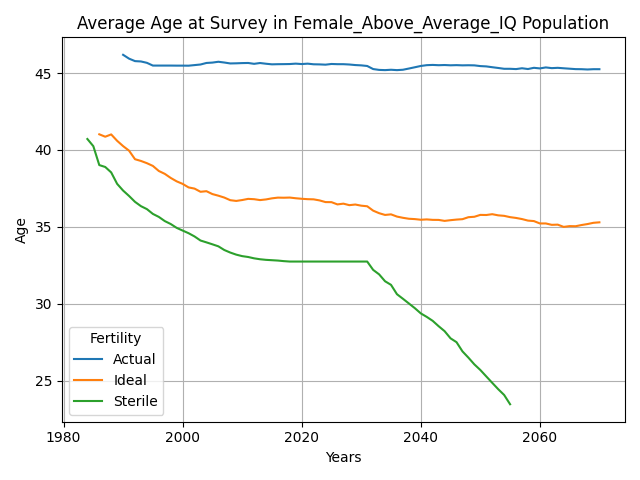 Average Age at Survey in Female_Above_Average_IQ Population
Age
45
40
35
30
25
Fertility
Actual
Ideal
Sterile
1980
2000
2020
2040
2060
Years